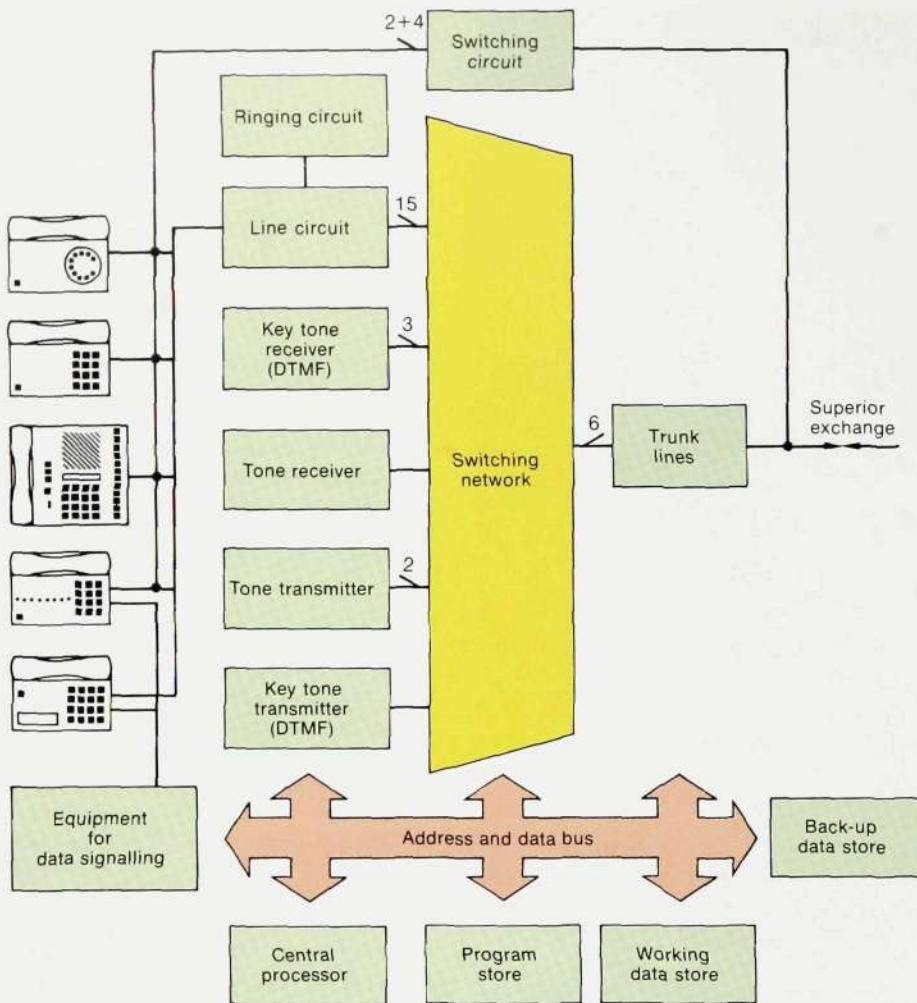 2+4
Switching
circuit
Ringing circuit
Line circuit
15
Key tone
receiver
(DTMF)
3
Tone receiver
Switching
network
6
Trunk
lines
Superior
exchange
Tone transmitter
2
Key tone
transmitter
(DTMF)
Equipment
for
data signalling
Address and data bus
Back-up
data store
Central
processor
Program
store
Working
data store